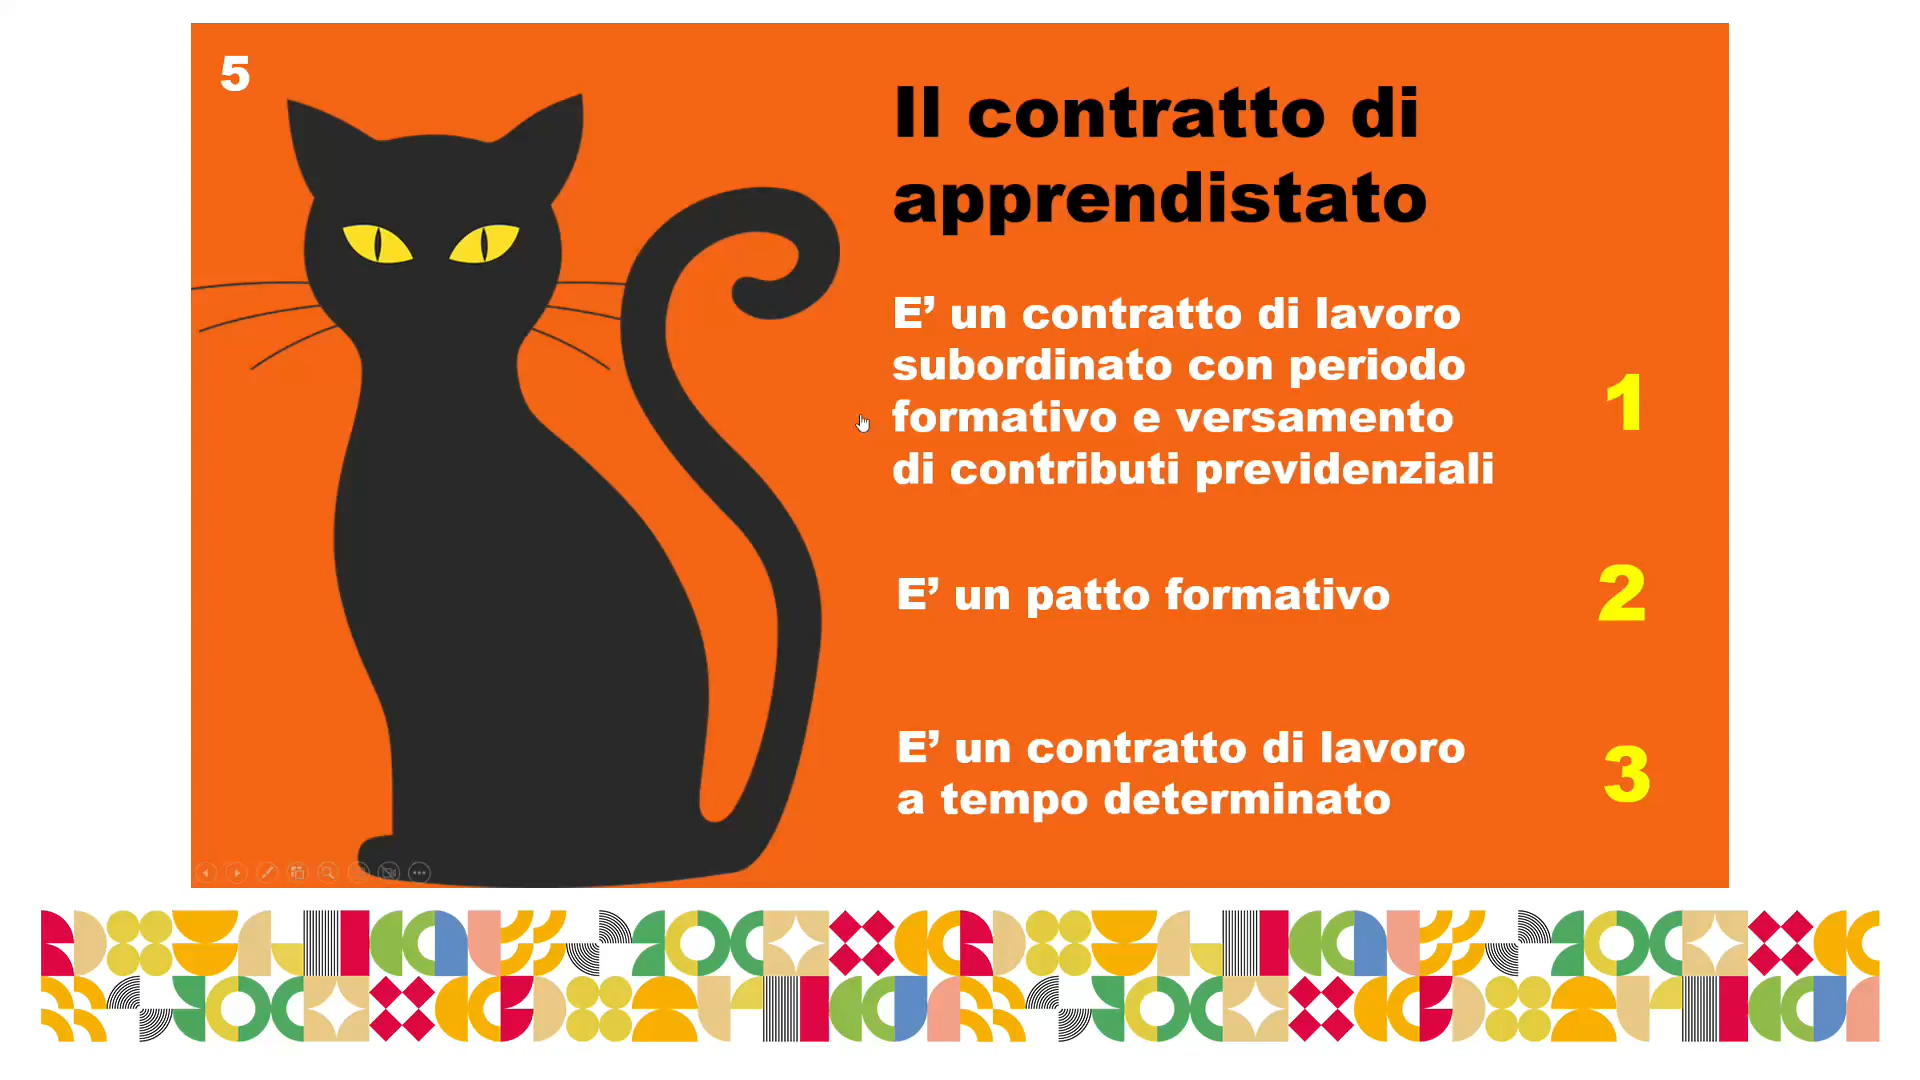 5
Il contratto di
apprendistato
E’ un contratto di lavoro
subordinato con periodo
formativo e versamento
di contributi previdenziali
1
E’ un patto formativo
2
E’ un contratto di lavoro
a tempo determinato
3